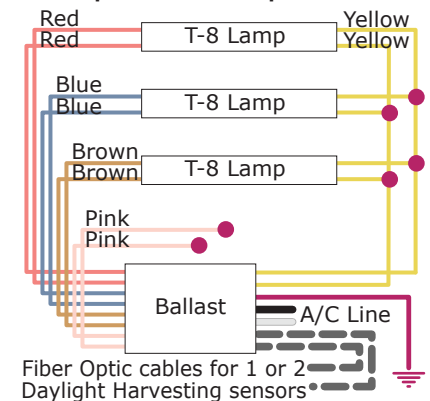 Red
Red
T-8 Lamp
Yellow
Yellow
Blue
Blue
T-8 Lamp
Brown
Brown
T-8 Lamp
Pink
Pink
Ballast
A/C Line
Fiber Optic cables for 1 or 2
Daylight Harvesting sensors